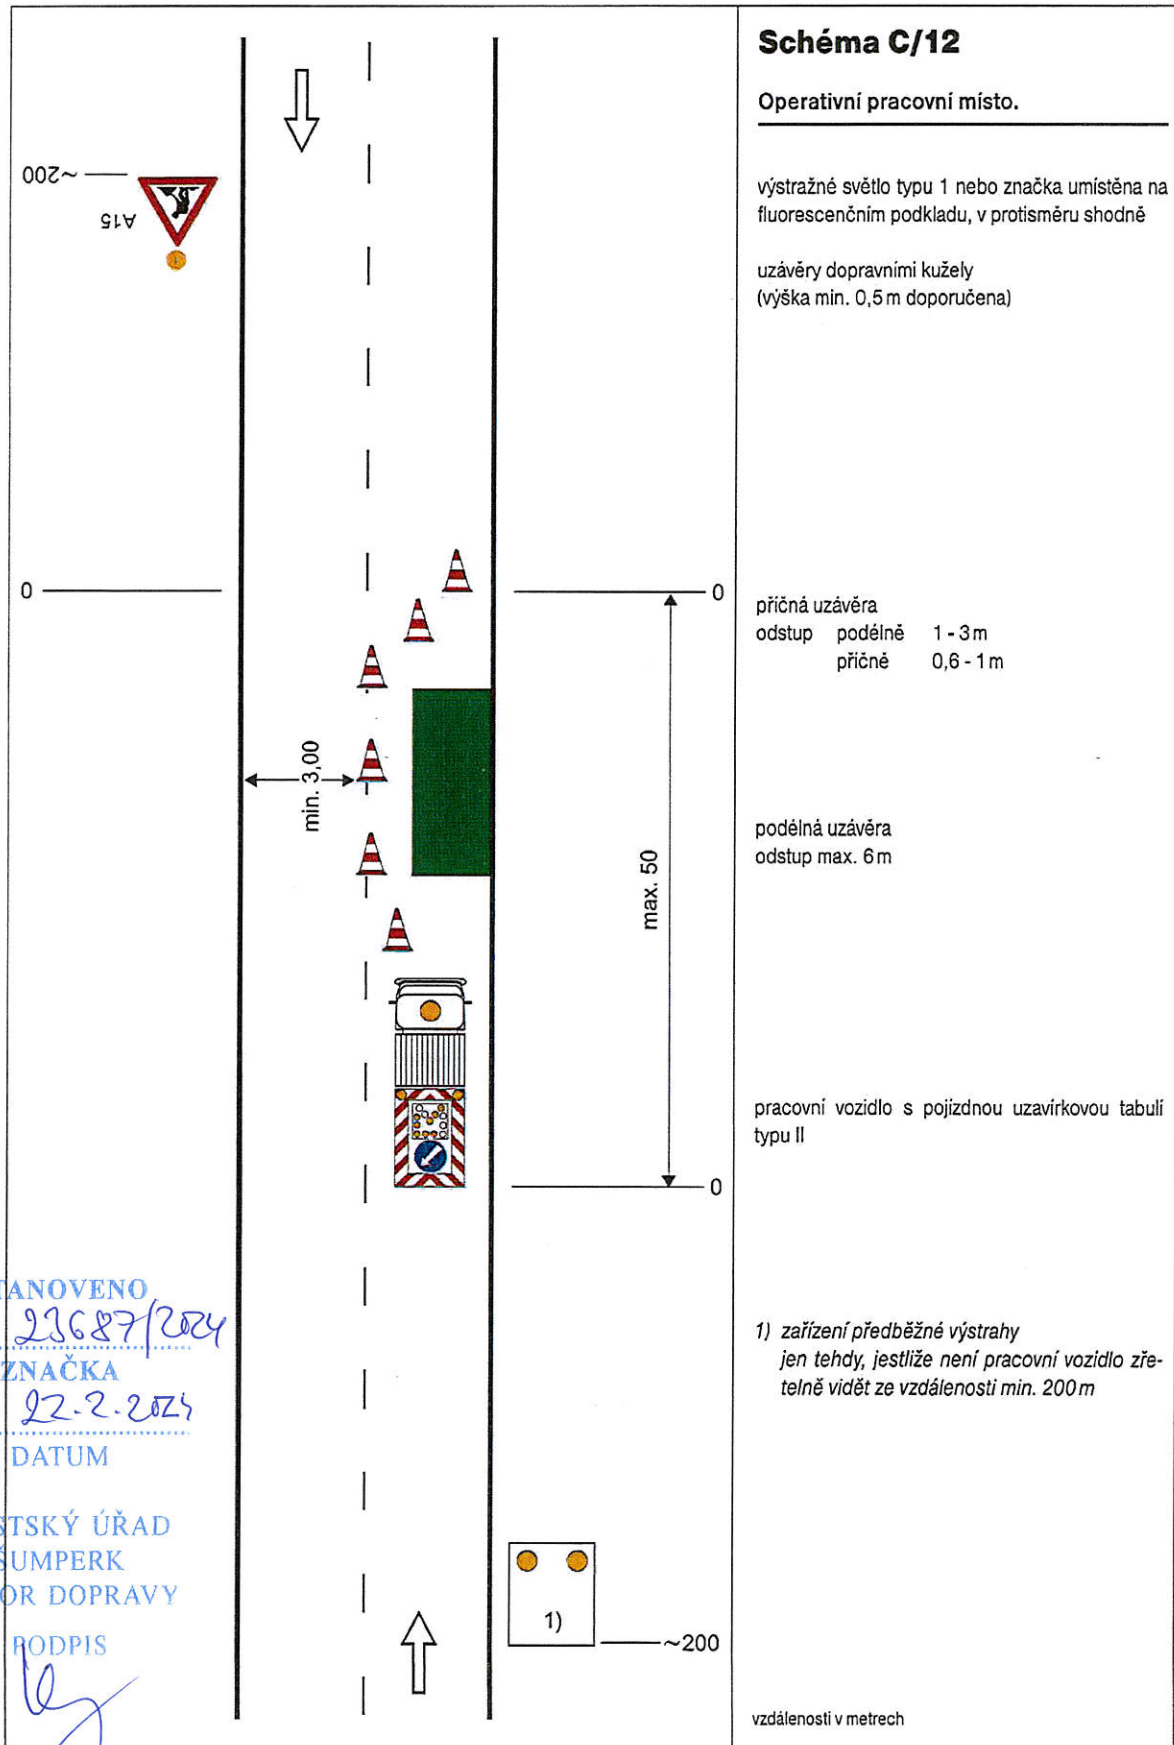 Schéma C/12
Operativní pracovní místo.
výstražné světlo typu 1 nebo značka umístěna na
fluorescenčním podkladu, v protisměru shodně
uzávěry dopravními kužely
(výška min. 0,5 m doporučena)
příčná uzávěra
odstup podélně 1 - 3 m
příčně 0,6 - 1 m
podélná uzávěra
odstup max. 6 m
pracovní vozidlo s pojízdnou uzavírkovou tabulí
typu II
1) zařízení předběžné výstrahy
jen tehdy, jestliže není pracovní vozidlo zře-
telně vidět ze vzdálenosti min. 200 m
vzdálenosti v metrech
~200
A15
0
0
min. 3,00
max. 50
0
1)
~200
TANOVENO
23687/2024
ZNAČKA
22.2.2024
DATUM
STSKÝ ÚŘAD
ŠUMPERK
OR DOPRAVY
PODPIS